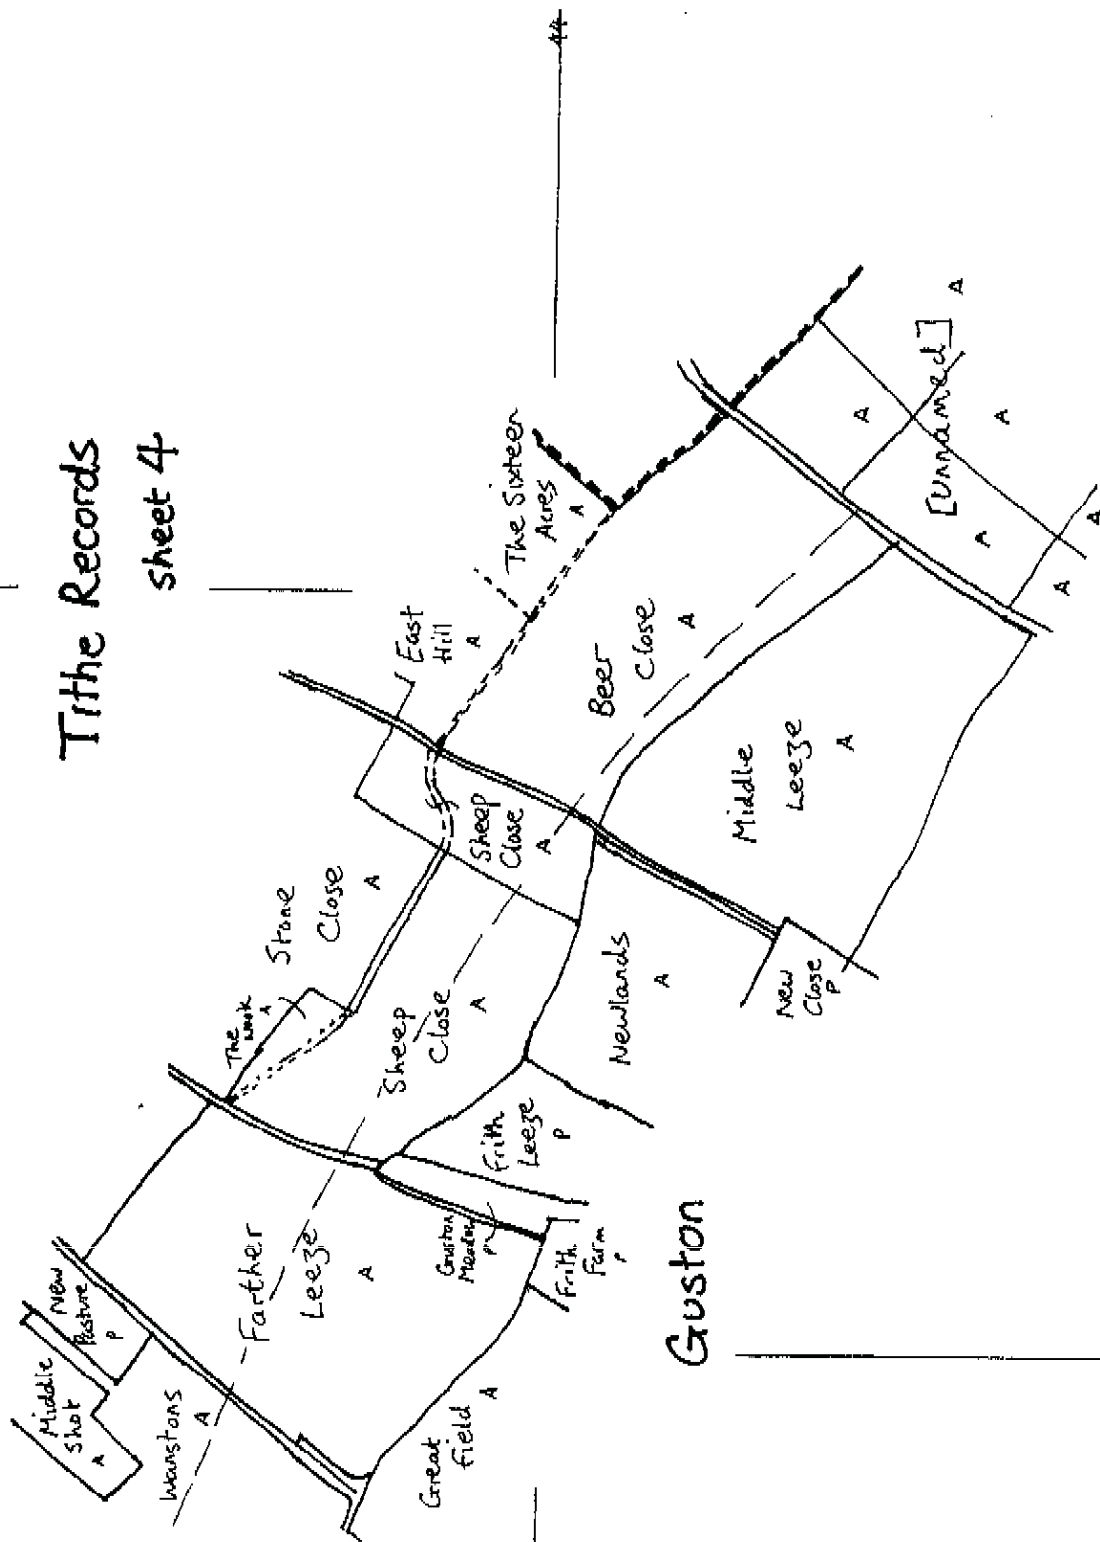 Tithe Records
sheet 4
44
Middle
Shot
A
New
Pasture
P
Wanstons
A
Farther
Leeze
A
Great
Field
A
Guston
Meadow
P
Frith
Farm
P
Frith
Leeze
P
The
nook
A
Stone
Close
A
Sheep
Close
A
Sheep
Close
A
East
Hill
A
The Sixteen
Acres
A
Newlands
A
New
Close
P
Beer
Close
A
Middle
Leeze
A
[Unnamed]
A
A
A
A
A
A
Guston